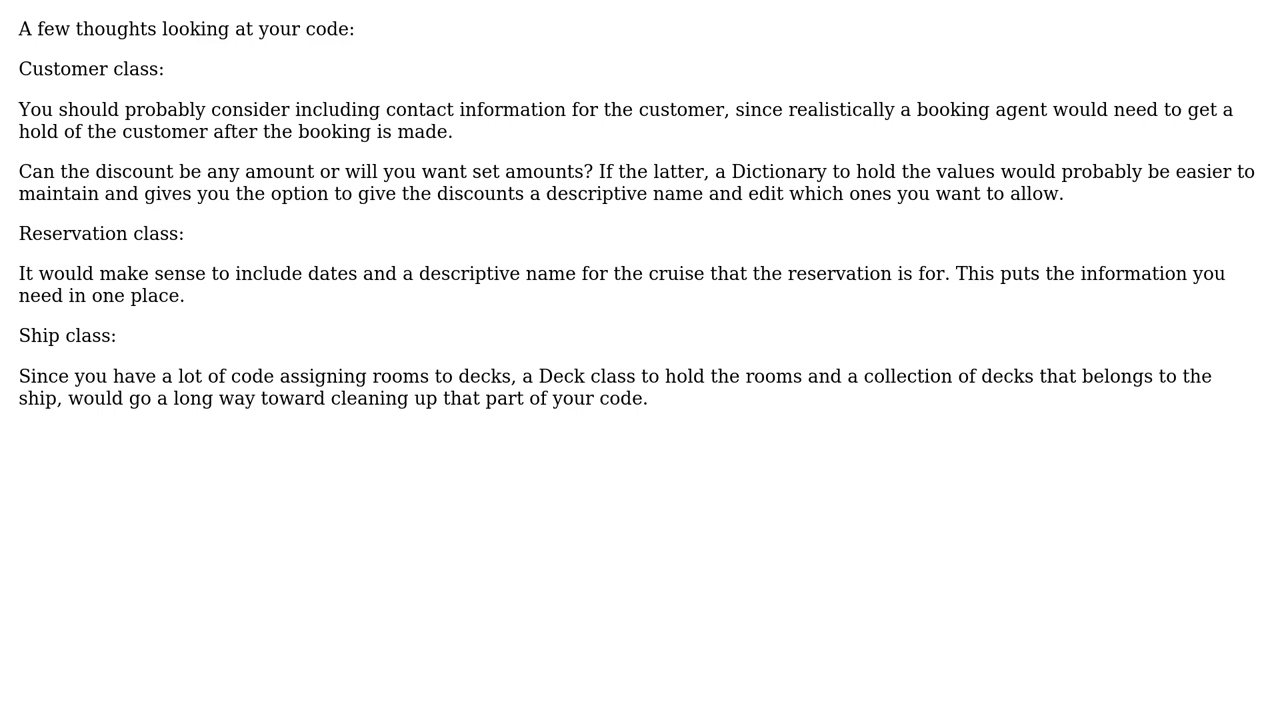 A few thoughts looking at your code:
Customer class:
You should probably consider including contact information for the customer, since realistically a booking agent would need to get a
hold of the customer after the booking is made.
Can the discount be any amount or will you want set amounts? If the latter, a Dictionary to hold the values would probably be easier to
maintain and gives you the option to give the discounts a descriptive name and edit which ones you want to allow.
Reservation class:
It would make sense to include dates and a descriptive name for the cruise that the reservation is for. This puts the information you
need in one place.
Ship class:
Since you have a lot of code assigning rooms to decks, a Deck class to hold the rooms and a collection of decks that belongs to the
ship, would go a long way toward cleaning up that part of your code.